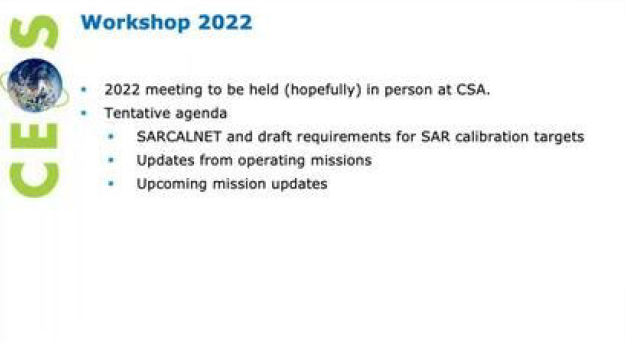 Workshop 2022
CEOS
2022 meeting to be held (hopefully) in person at CSA.
Tentative agenda
SARCALNET and draft requirements for SAR calibration targets
Updates from operating missions
Upcoming mission updates